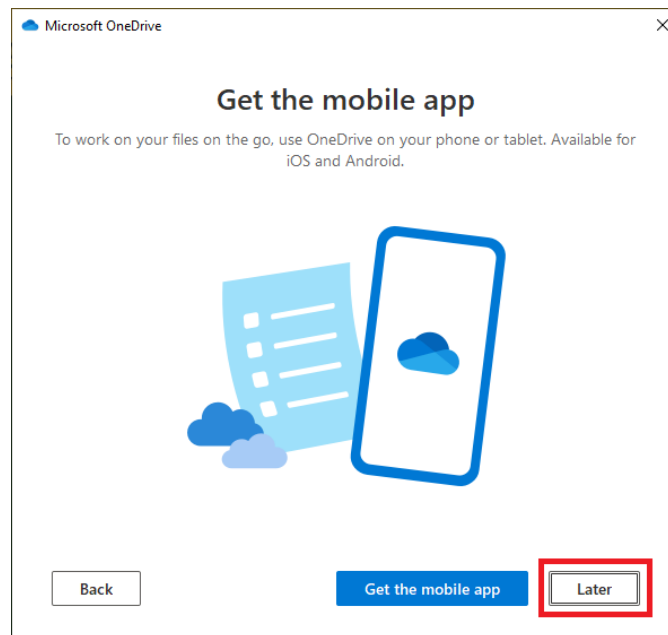 Microsoft OneDrive
Get the mobile app
To work on your files on the go, use OneDrive on your phone or tablet. Available for
iOS and Android.
Back
Get the mobile app
Later